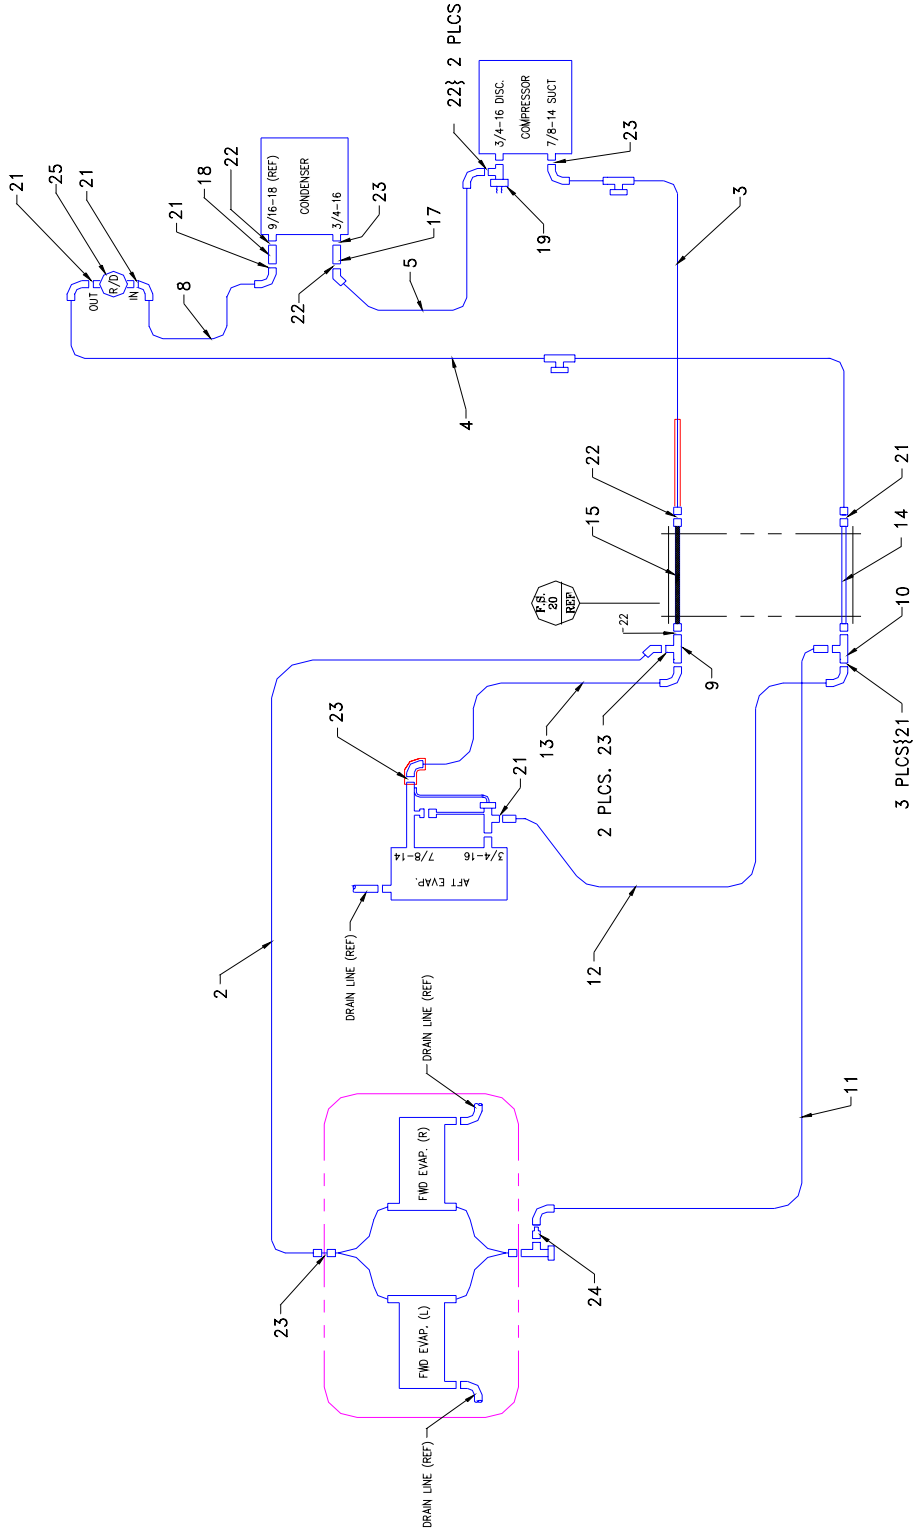 21
25
21
OUT
R/D
IN
8
21
18
22
9/16-18 (REF)
CONDENSER
3/4-16
23
17
22
5
22} 2 PLCS
3/4-16 DISC.
COMPRESSOR
7/8-14 SUCT
23
19
3
4
22
15
21
14
10
F.S.
20
REF
22
9
2 PLCS. 23
13
3 PLCS{21
23
21
7/8-14
3/4-16
AFT EVAP.
DRAIN LINE (REF)
12
2
DRAIN LINE (REF)
11
FWD EVAP. (R)
FWD EVAP. (L)
23
24
DRAIN LINE (REF)